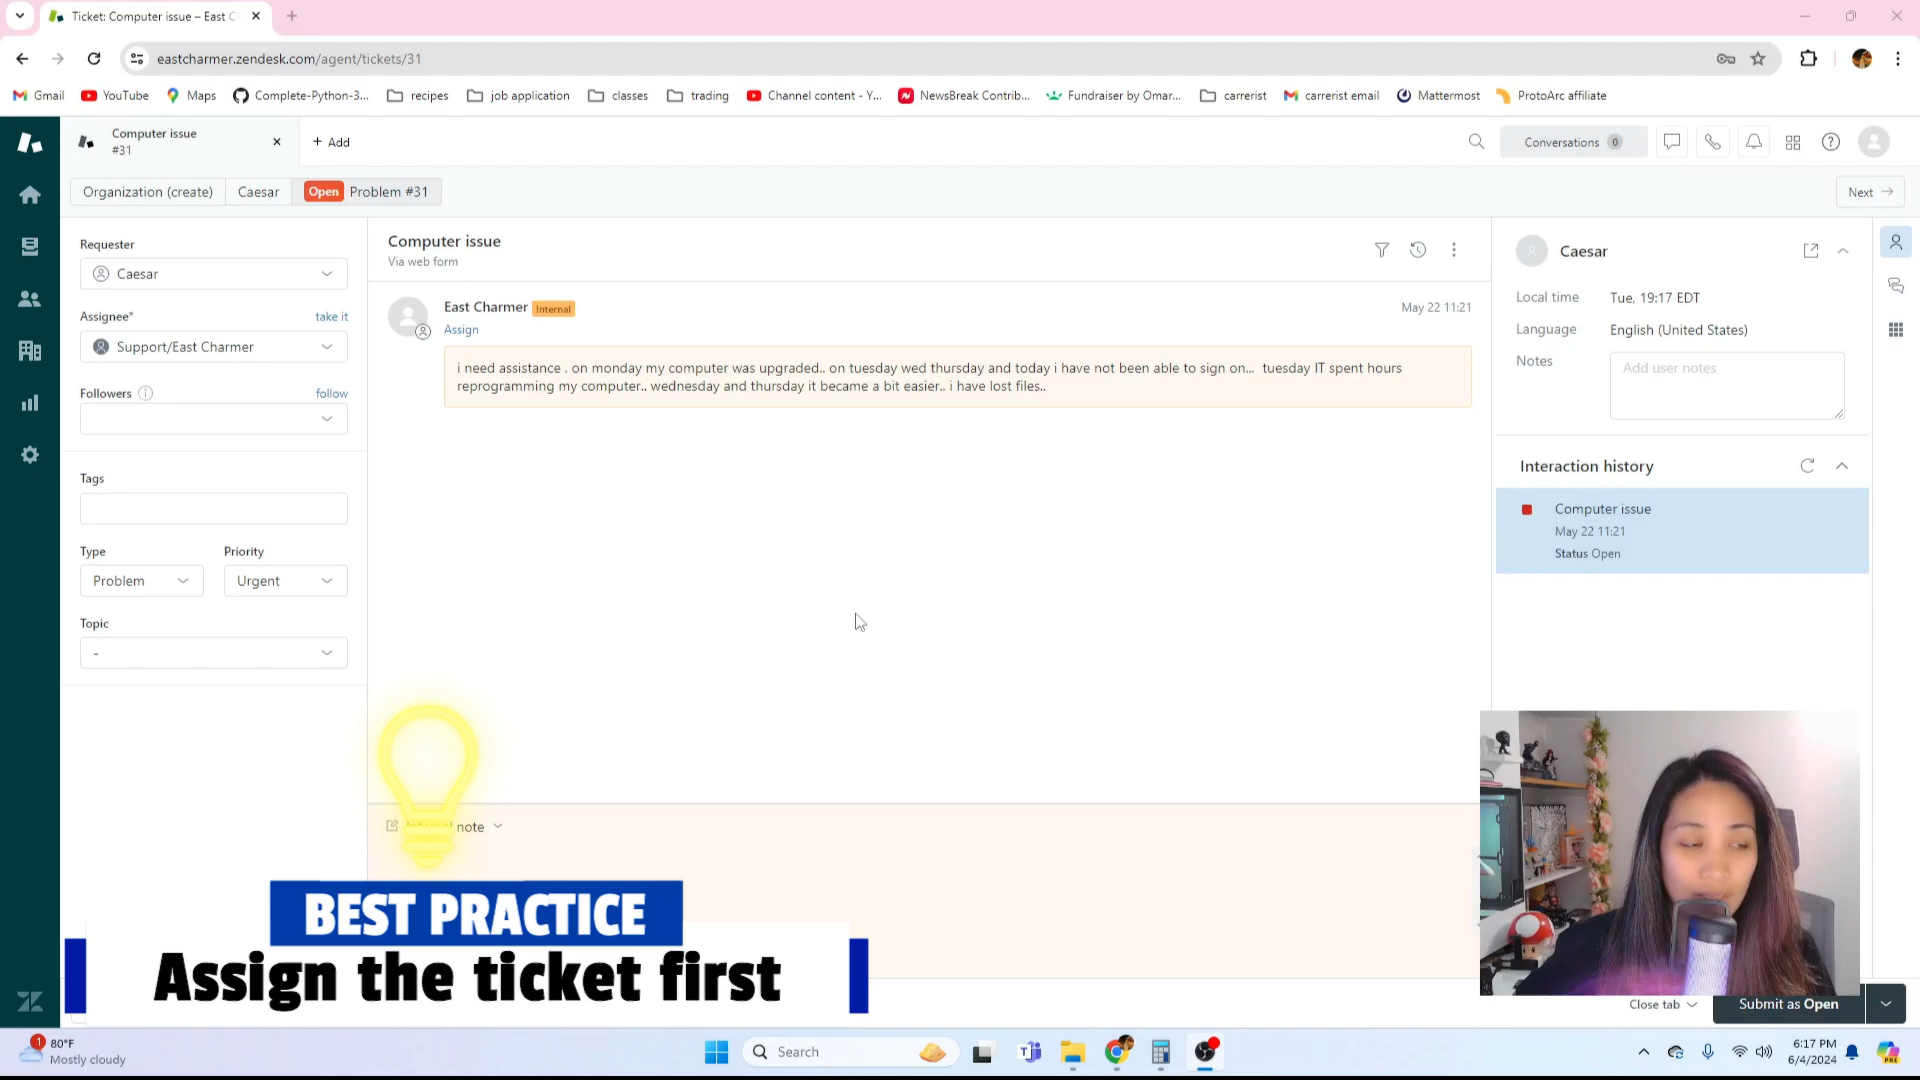 Ticket: Computer issue – East C
eastcharmer.zendesk.com/agent/tickets/31
Gmail
YouTube
Maps
Complete-Python-3...
recipes
job application
classes
trading
Channel content - Y...
NewsBreak Contrib...
Fundraiser by Omar...
carrerist
carrerist email
Mattermost
ProtoArc affiliate
Computer issue
#31
+ Add
Conversations 0
Organization (create)
Caesar
Open Problem #31
Next
Requester
Caesar
Assignee*
take it
Support/East Charmer
Followers
follow
Tags
Type
Priority
Problem
Urgent
Topic
-
Computer issue
Via web form
East Charmer Internal
May 22 11:21
Assign
i need assistance . on monday my computer was upgraded.. on tuesday wed thursday and today i have not been able to sign on... tuesday IT spent hours
reprogramming my computer.. wednesday and thursday it became a bit easier.. i have lost files..
Internal note
Caesar
Local time Tue, 19:17 EDT
Language English (United States)
Notes Add user notes
Interaction history
Computer issue
May 22 11:21
Status Open
BEST PRACTICE
Assign the ticket first
Close tab
Submit as Open
1
80°F
Mostly cloudy
Search
6:17 PM
6/4/2024
PRE